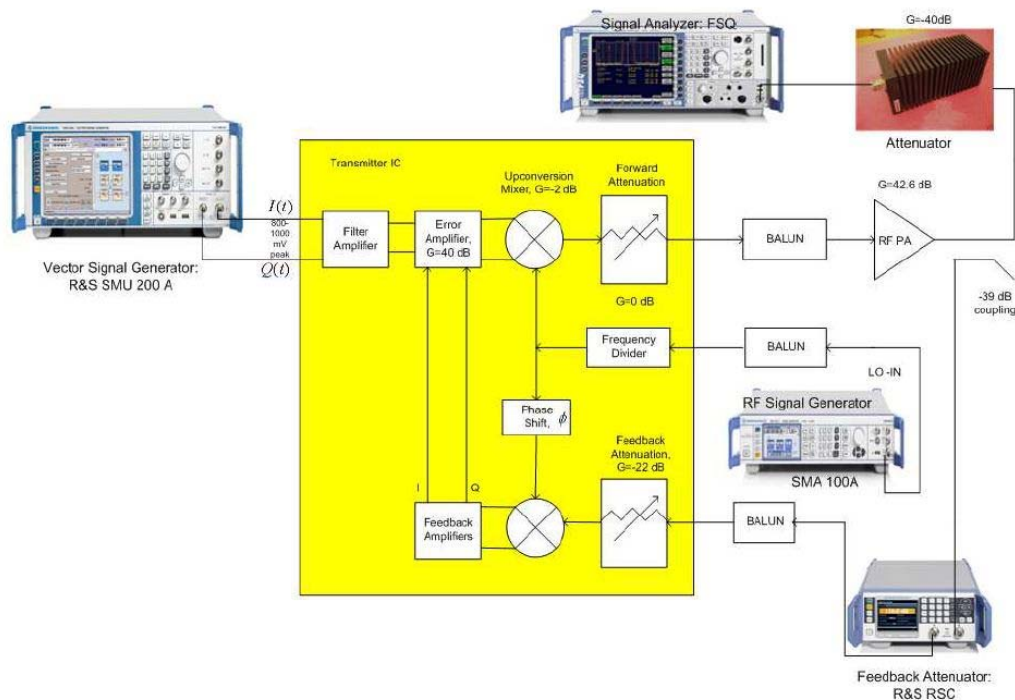 Signal Analyzer: FSQ
G=-40dB
Attenuator
Transmitter IC
Upconversion
Mixer, G=-2 dB
Forward
Attenuation
G=42.6 dB
I(t)
800-
1000
mV
peak
Q(t)
Filter
Amplifier
Error
Amplifier,
G=40 dB
BALUN
RF PA
Vector Signal Generator:
R&S SMU 200 A
G=0 dB
-39 dB
coupling
Frequency
Divider
BALUN
LO -IN
Phase
Shift, ϕ
RF Signal Generator
Feedback
Attenuation,
G=-22 dB
SMA 100A
I
Q
Feedback
Amplifiers
BALUN
Feedback Attenuator:
R&S RSC